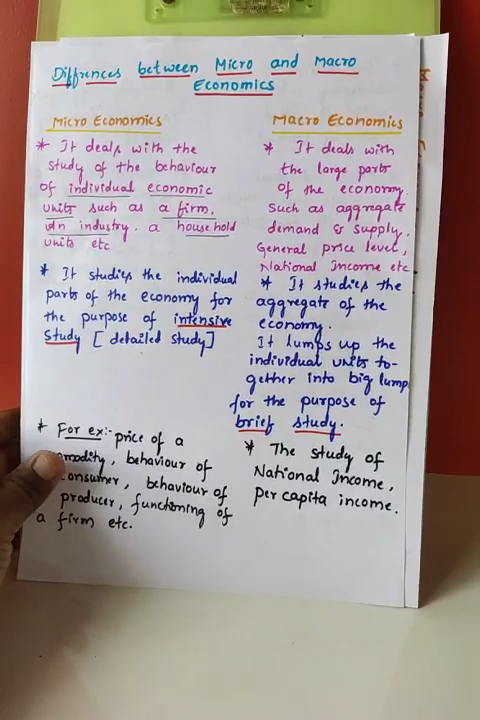 Diffrences between Micro and Macro
Economics
Micro Economics
* It deals with the
study of the behaviour
of individual economic
units such as a firm,
An industry. a household
units etc
* It studies the individual
parts of the economy for
the purpose of intensive
study [detailed study]
* For ex:- price of a
behaviour of
consumer, behaviour of
producer, functioning of
a firm etc.
Macro Economics
* It deals with
the large parts
of the economy.
Such as aggregate
demand & supply,
General price level,
National Income etc
* It studies the
aggregate of the
economy.
It lumps up the
individual units to-
gether into big lump
for the purpose of
brief study.
* The study of
National Income,
per capita income.